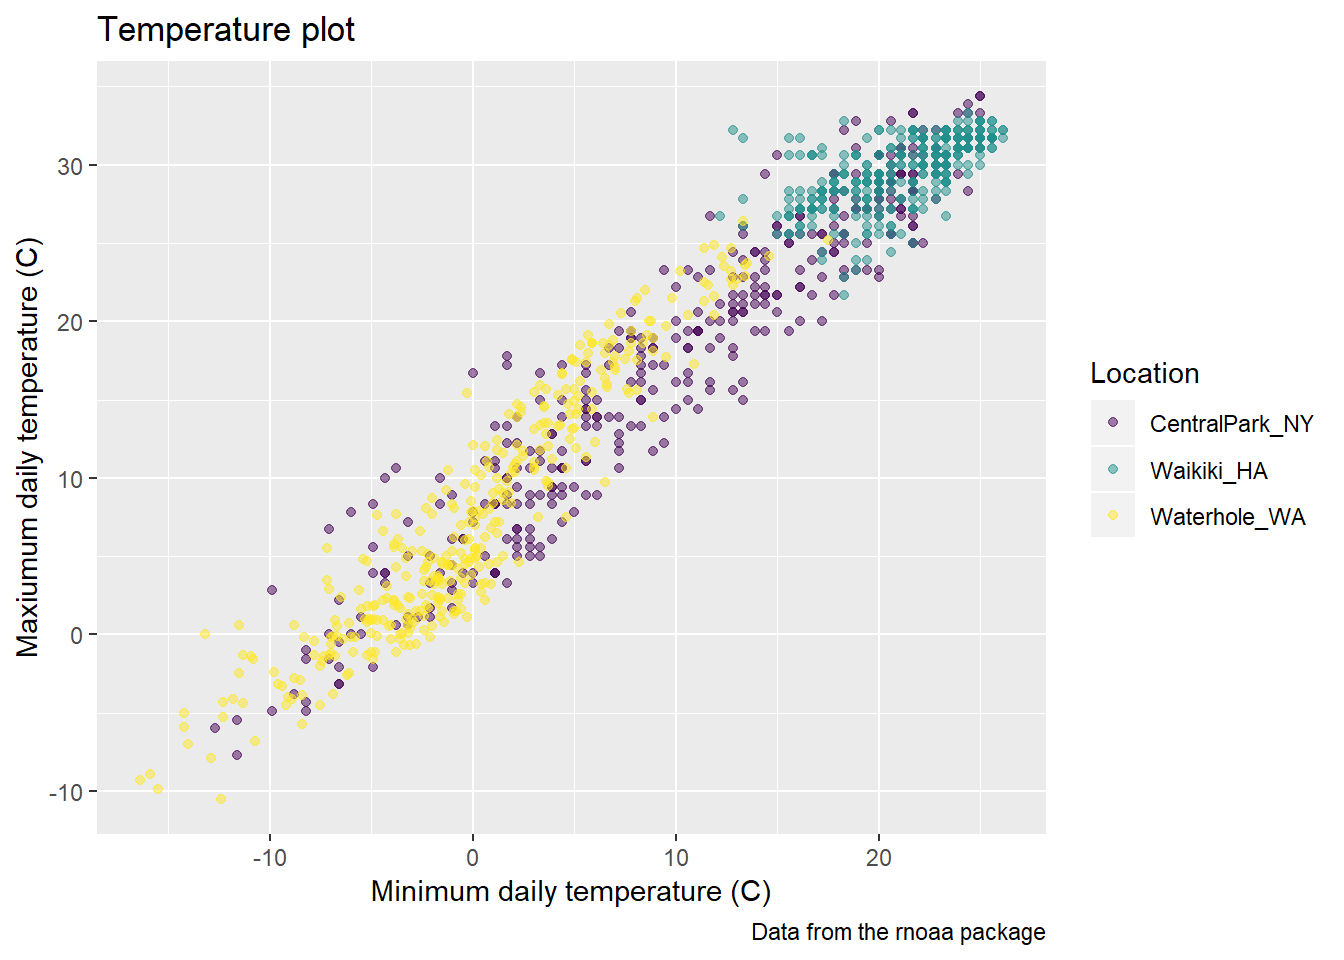 Temperature plot
Maxiumum daily temperature (C)
30
20
10
0
-10
-10
0
10
20
Minimum daily temperature (C)
Location
CentralPark_NY
Waikiki_HA
Waterhole_WA
Data from the rnoaa package